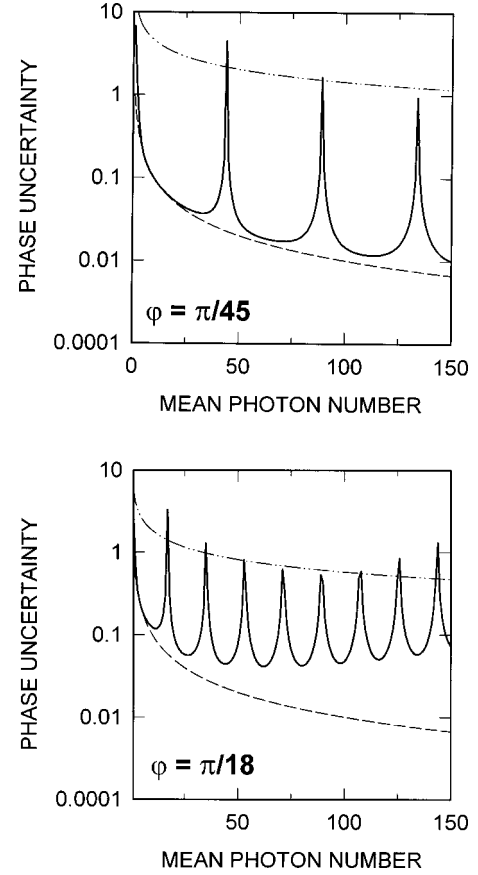 10
1
0.1
0.01
0.0001
PHASE UNCERTAINTY
φ = π/45
0 50 100 150
MEAN PHOTON NUMBER
10
1
0.1
0.01
0.0001
PHASE UNCERTAINTY
φ = π/18
50 100 150
MEAN PHOTON NUMBER